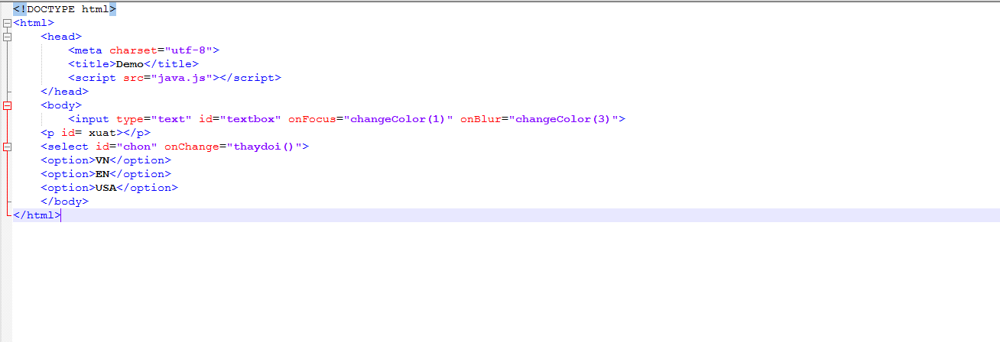 <!DOCTYPE html>
<html>
<head>
<meta charset="utf-8">
<title>Demo</title>
<script src="java.js"></script>
</head>
<body>
<input type="text" id="textbox" onFocus="changeColor(1)" onBlur="changeColor(3)">
<p id= xuat></p>
<select id="chon" onChange="thaydoi()">
<option>VN</option>
<option>EN</option>
<option>USA</option>
</body>
</html>